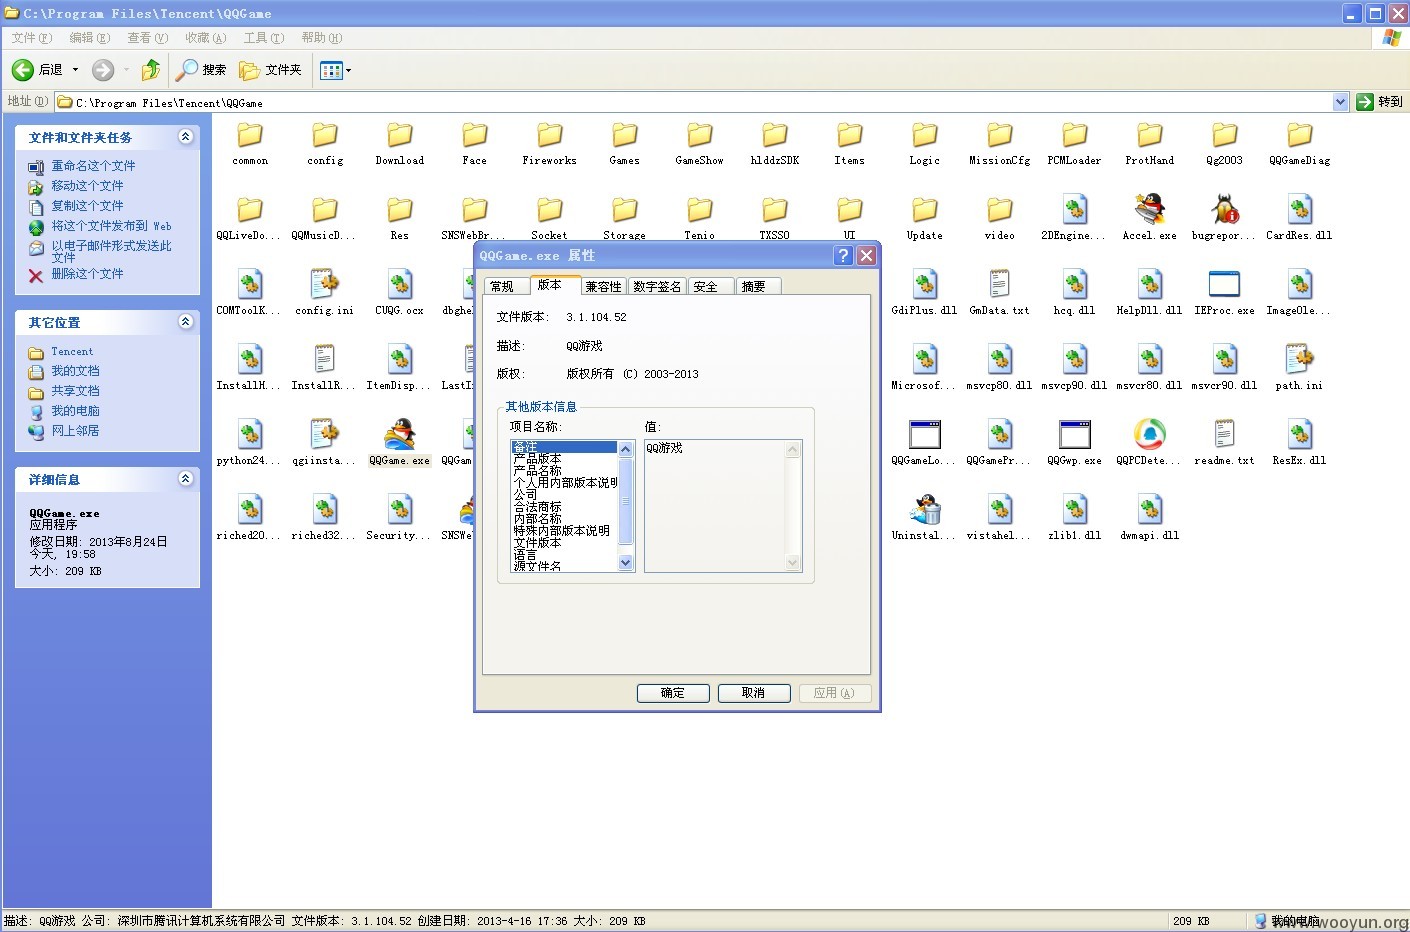 C:\Program Files\Tencent\QQGame
文件(F) 编辑(E) 查看(V) 收藏(A) 工具(T) 帮助(H)
后退 搜索 文件夹
地址(D) C:\Program Files\Tencent\QQGame 转到
文件和文件夹任务
重命名这个文件
移动这个文件
复制这个文件
将这个文件发布到 Web
以电子邮件形式发送此
文件
删除这个文件
其它位置
Tencent
我的文档
共享文档
我的电脑
网上邻居
详细信息
QQGame.exe
应用程序
修改日期: 2013年8月24日
今天, 19:58
大小: 209 KB
common config Download Face Fireworks Games GameShow hlddzSDK Items Logic MissionCfg PCMLoader ProtHand Qg2003 QQGameDiag
QQLiveDo... QQMusicD... Res SNSWebBr... Socket Storage Tenio TXSSO UI Update video 2DEngine... Accel.exe bugrepor... CardRes.dll
COMToolK... config.ini CUQG.ocx dbghe GdiPlus.dll GmData.txt hcq.dll HelpDll.dll IEProc.exe ImageOle...
InstallH... InstallR... ItemDisp... LastI Microsof... msvcp80.dll msvcp90.dll msvcr80.dll msvcr90.dll path.ini
python24... qgiinsta... QQGame.exe QQGam QQGameLo... QQGamePr... QQGwp.exe QQPCDete... readme.txt ResEx.dll
riched20... riched32... Security... SNSWe Uninstal... vistahel... zlib1.dll dwmapi.dll
QQGame.exe 属性
常规 版本 兼容性 数字签名 安全 摘要
文件版本: 3.1.104.52
描述: QQ游戏
版权: 版权所有 (C) 2003-2013
其他版本信息
项目名称: 值:
备注 QQ游戏
产品版本
产品名称
个人用内部版本说明
公司
合法商标
内部名称
特殊内部版本说明
文件版本
语言
源文件名
确定 取消 应用(A)
描述: QQ游戏 公司: 深圳市腾讯计算机系统有限公司 文件版本: 3.1.104.52 创建日期: 2013-4-16 17:36 大小: 209 KB 209 KB 我的电脑
www.wooyun.org